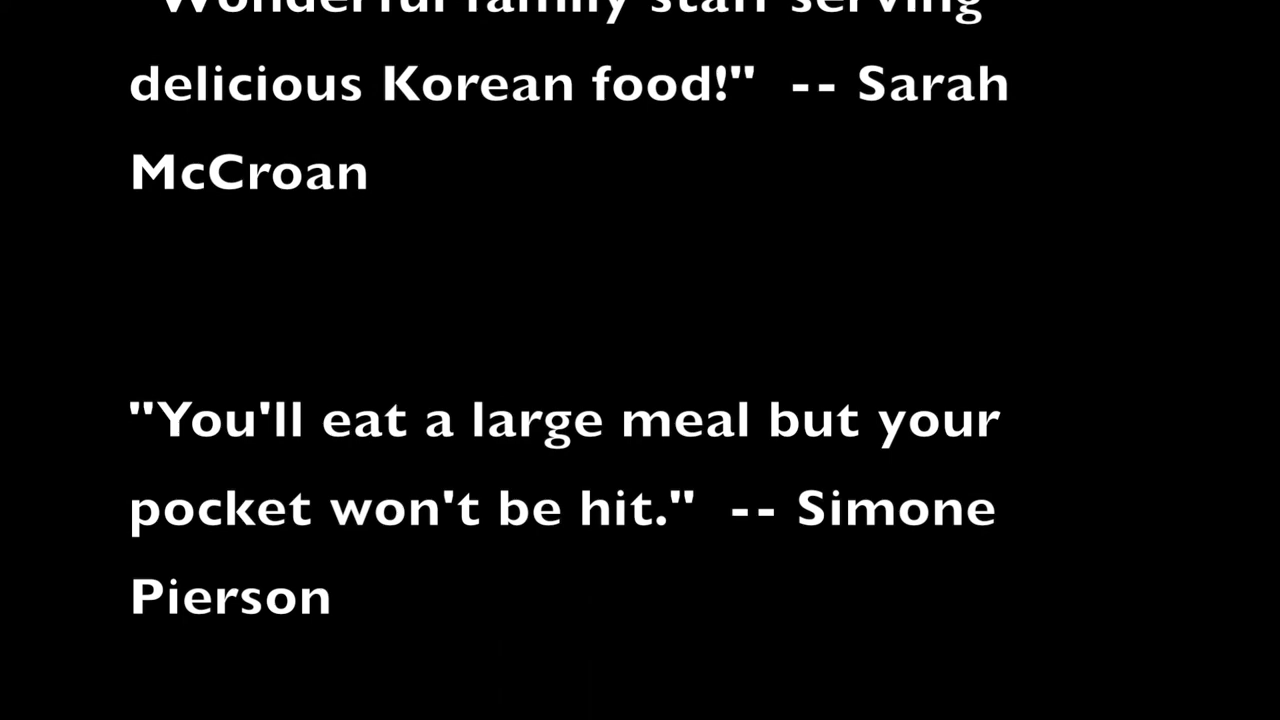 "Wonderful family staff serving
delicious Korean food!"  -- Sarah
McCroan
"You'll eat a large meal but your
pocket won't be hit."  -- Simone
Pierson